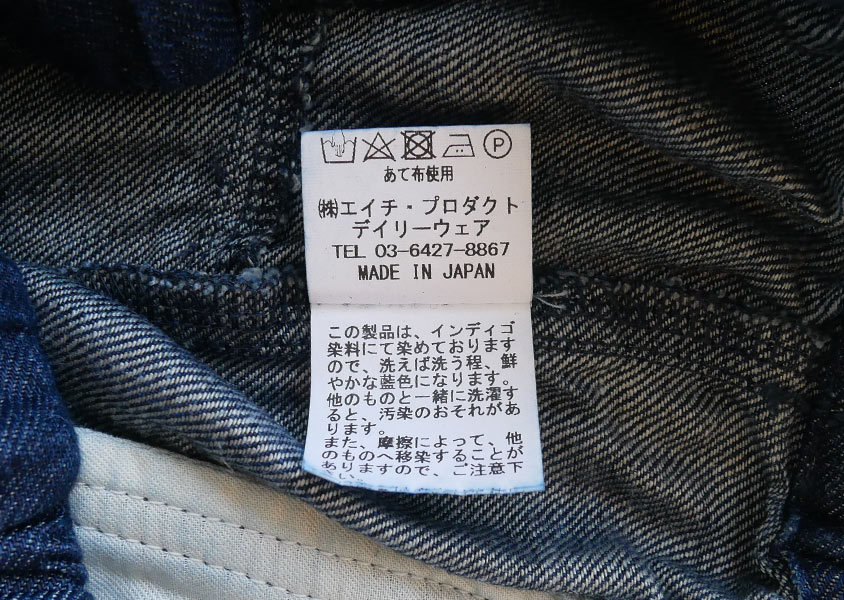 P
あて布使用
㈱エイチ・プロダクト
デイリーウェア
TEL 03-6427-8867
MADE IN JAPAN
この製品は、インディゴ
染料にて染めております
ので、洗えば洗う程、鮮
やかな藍色になります。
他のものと一緒に洗濯す
ると、汚染のおそれがあ
ります。
また、摩擦によって、他
のものへ移染することが
ありますので、ご注意下